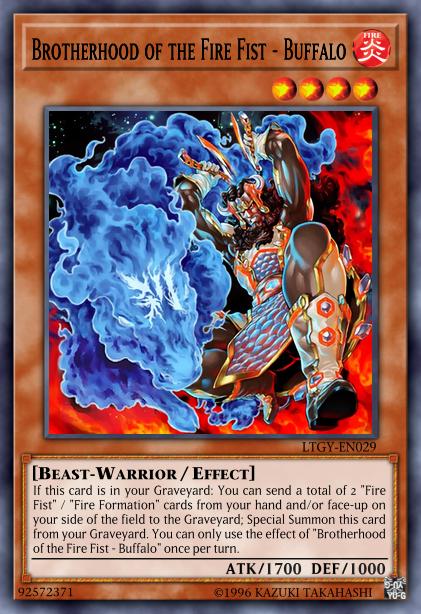 Brotherhood of the Fire Fist - Buffalo
FIRE
炎
LTGY-EN029
[Beast-Warrior / Effect]
If this card is in your Graveyard: You can send a total of 2 "Fire
Fist" / "Fire Formation" cards from your hand and/or face-up on
your side of the field to the Graveyard; Special Summon this card
from your Graveyard. You can only use the effect of "Brotherhood
of the Fire Fist - Buffalo" once per turn.
ATK/1700 DEF/1000
92572371
©1996 KAZUKI TAKAHASHI